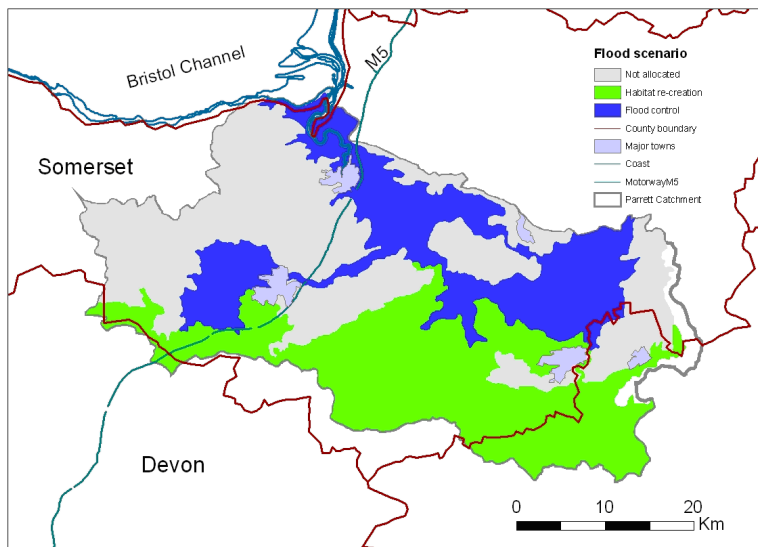 Bristol Channel
M5
Flood scenario
Not allocated
Habitat re-creation
Flood control
County boundary
Major towns
Coast
MotorwayM5
Parrett Catchment
Somerset
Devon
0 10 20
Km